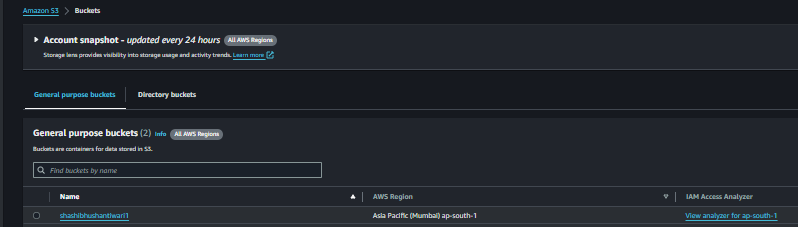 Amazon S3 > Buckets
Account snapshot - updated every 24 hours All AWS Regions
Storage lens provides visibility into storage usage and activity trends. Learn more
General purpose buckets Directory buckets
General purpose buckets (2) Info All AWS Regions
Buckets are containers for data stored in S3.
Find buckets by name
Name AWS Region IAM Access Analyzer
shashibhushantiwari1 Asia Pacific (Mumbai) ap-south-1 View analyzer for ap-south-1